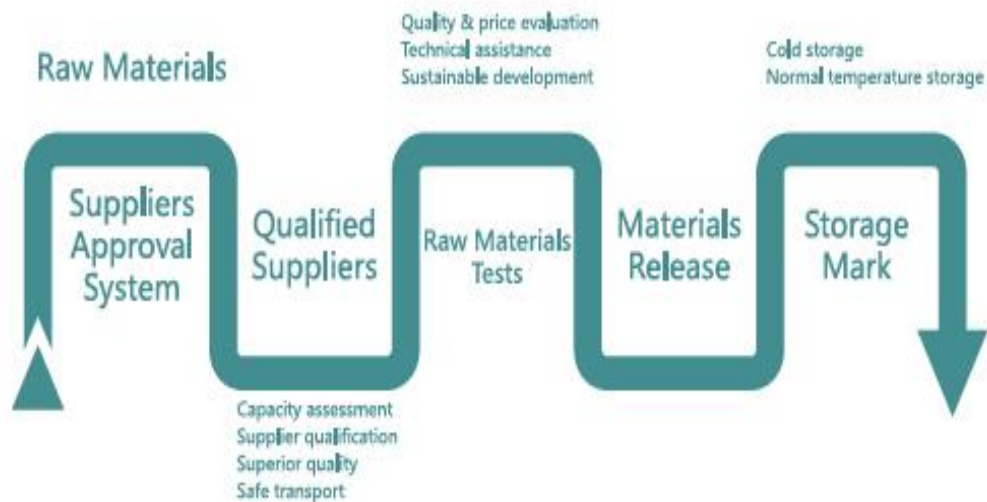 Raw Materials
Suppliers
Approval
System
Qualified
Suppliers
Capacity assessment
Supplier qualification
Superior quality
Safe transport
Quality & price evaluation
Technical assistance
Sustainable development
Raw Materials
Tests
Materials
Release
Cold storage
Normal temperature storage
Storage
Mark